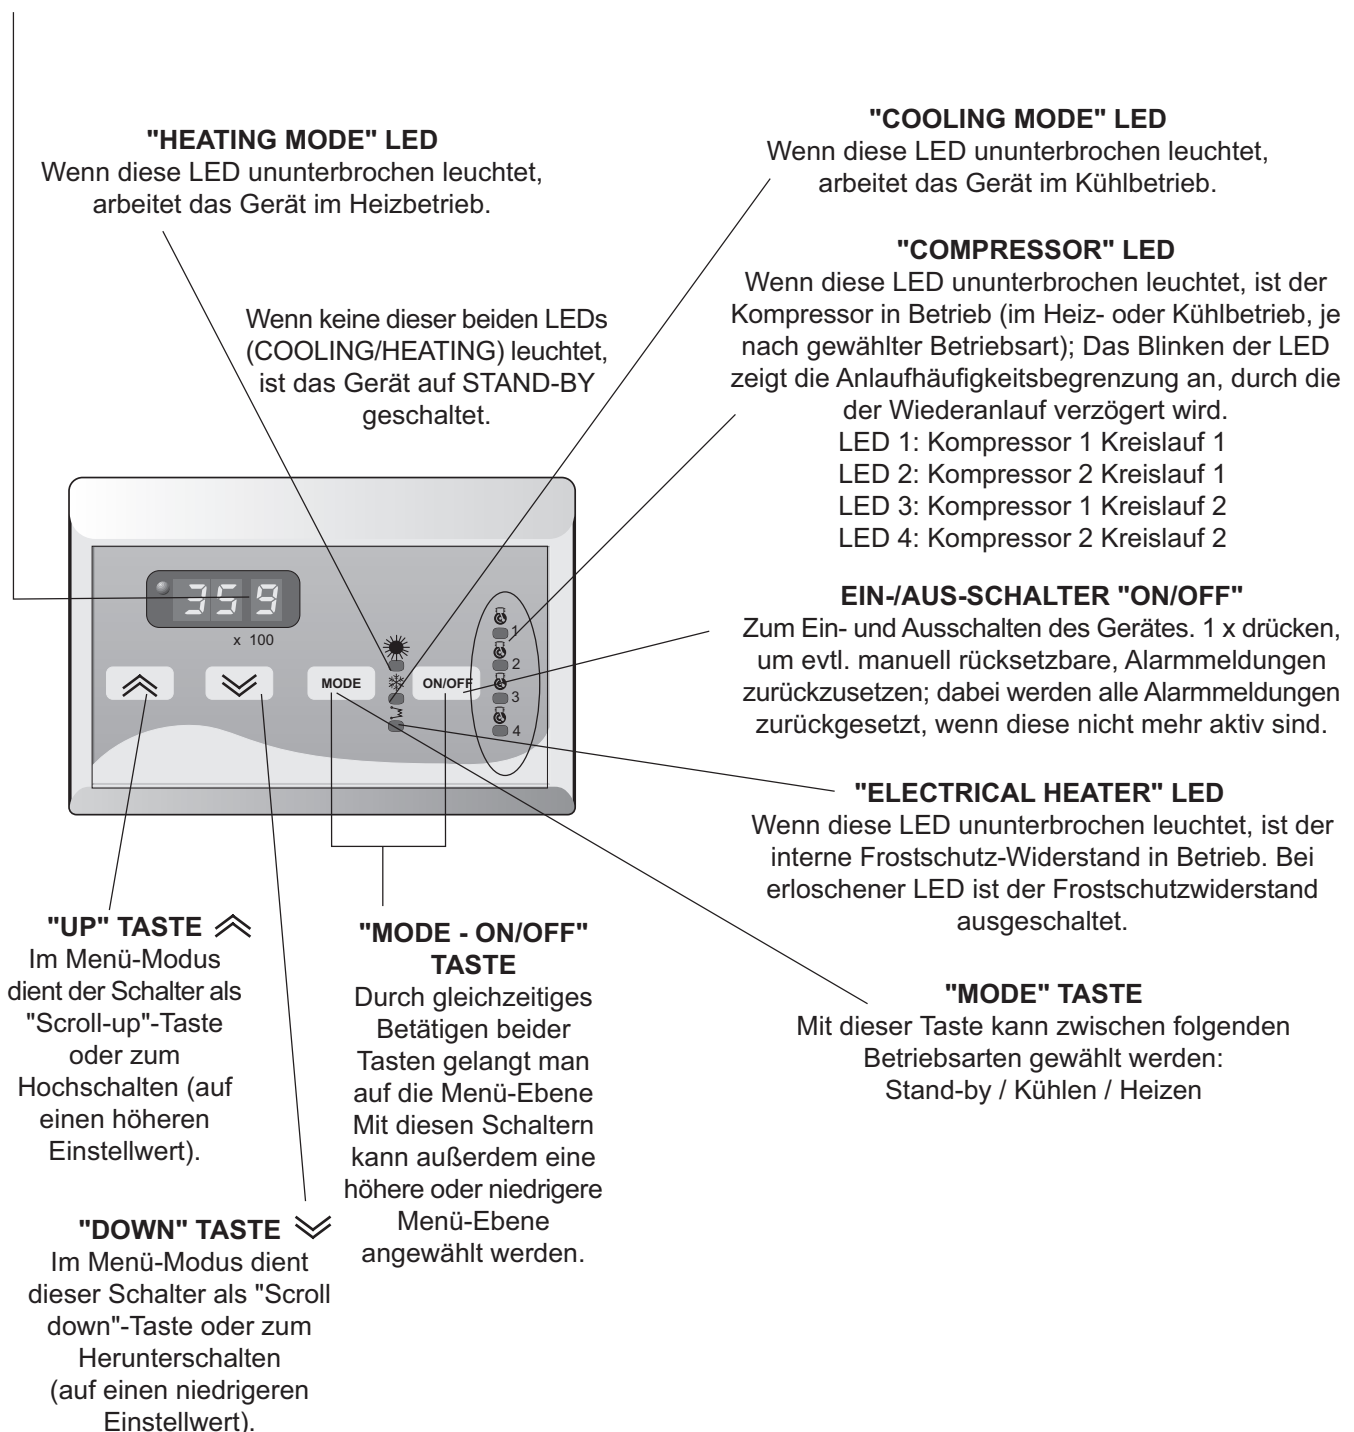 "HEATING MODE" LED
Wenn diese LED ununterbrochen leuchtet,
arbeitet das Gerät im Heizbetrieb.
Wenn keine dieser beiden LEDs
(COOLING/HEATING) leuchtet,
ist das Gerät auf STAND-BY
geschaltet.
"COOLING MODE" LED
Wenn diese LED ununterbrochen leuchtet,
arbeitet das Gerät im Kühlbetrieb.
"COMPRESSOR" LED
Wenn diese LED ununterbrochen leuchtet, ist der
Kompressor in Betrieb (im Heiz- oder Kühlbetrieb, je
nach gewählter Betriebsart); Das Blinken der LED
zeigt die Anlaufhäufigkeitsbegrenzung an, durch die
der Wiederanlauf verzögert wird.
LED 1: Kompressor 1 Kreislauf 1
LED 2: Kompressor 2 Kreislauf 1
LED 3: Kompressor 1 Kreislauf 2
LED 4: Kompressor 2 Kreislauf 2
359
x 100
MODE
ON/OFF
1
2
3
4
EIN-/AUS-SCHALTER "ON/OFF"
Zum Ein- und Ausschalten des Gerätes. 1 x drücken,
um evtl. manuell rücksetzbare, Alarmmeldungen
zurückzusetzen; dabei werden alle Alarmmeldungen
zurückgesetzt, wenn diese nicht mehr aktiv sind.
"ELECTRICAL HEATER" LED
Wenn diese LED ununterbrochen leuchtet, ist der
interne Frostschutz-Widerstand in Betrieb. Bei
erloschener LED ist der Frostschutzwiderstand
ausgeschaltet.
"MODE" TASTE
Mit dieser Taste kann zwischen folgenden
Betriebsarten gewählt werden:
Stand-by / Kühlen / Heizen
"UP" TASTE
Im Menü-Modus
dient der Schalter als
"Scroll-up"-Taste
oder zum
Hochschalten (auf
einen höheren
Einstellwert).
"MODE - ON/OFF"
TASTE
Durch gleichzeitiges
Betätigen beider
Tasten gelangt man
auf die Menü-Ebene
Mit diesen Schaltern
kann außerdem eine
höhere oder niedrigere
Menü-Ebene
angewählt werden.
"DOWN" TASTE
Im Menü-Modus dient
dieser Schalter als "Scroll
down"-Taste oder zum
Herunterschalten
(auf einen niedrigeren
Einstellwert).